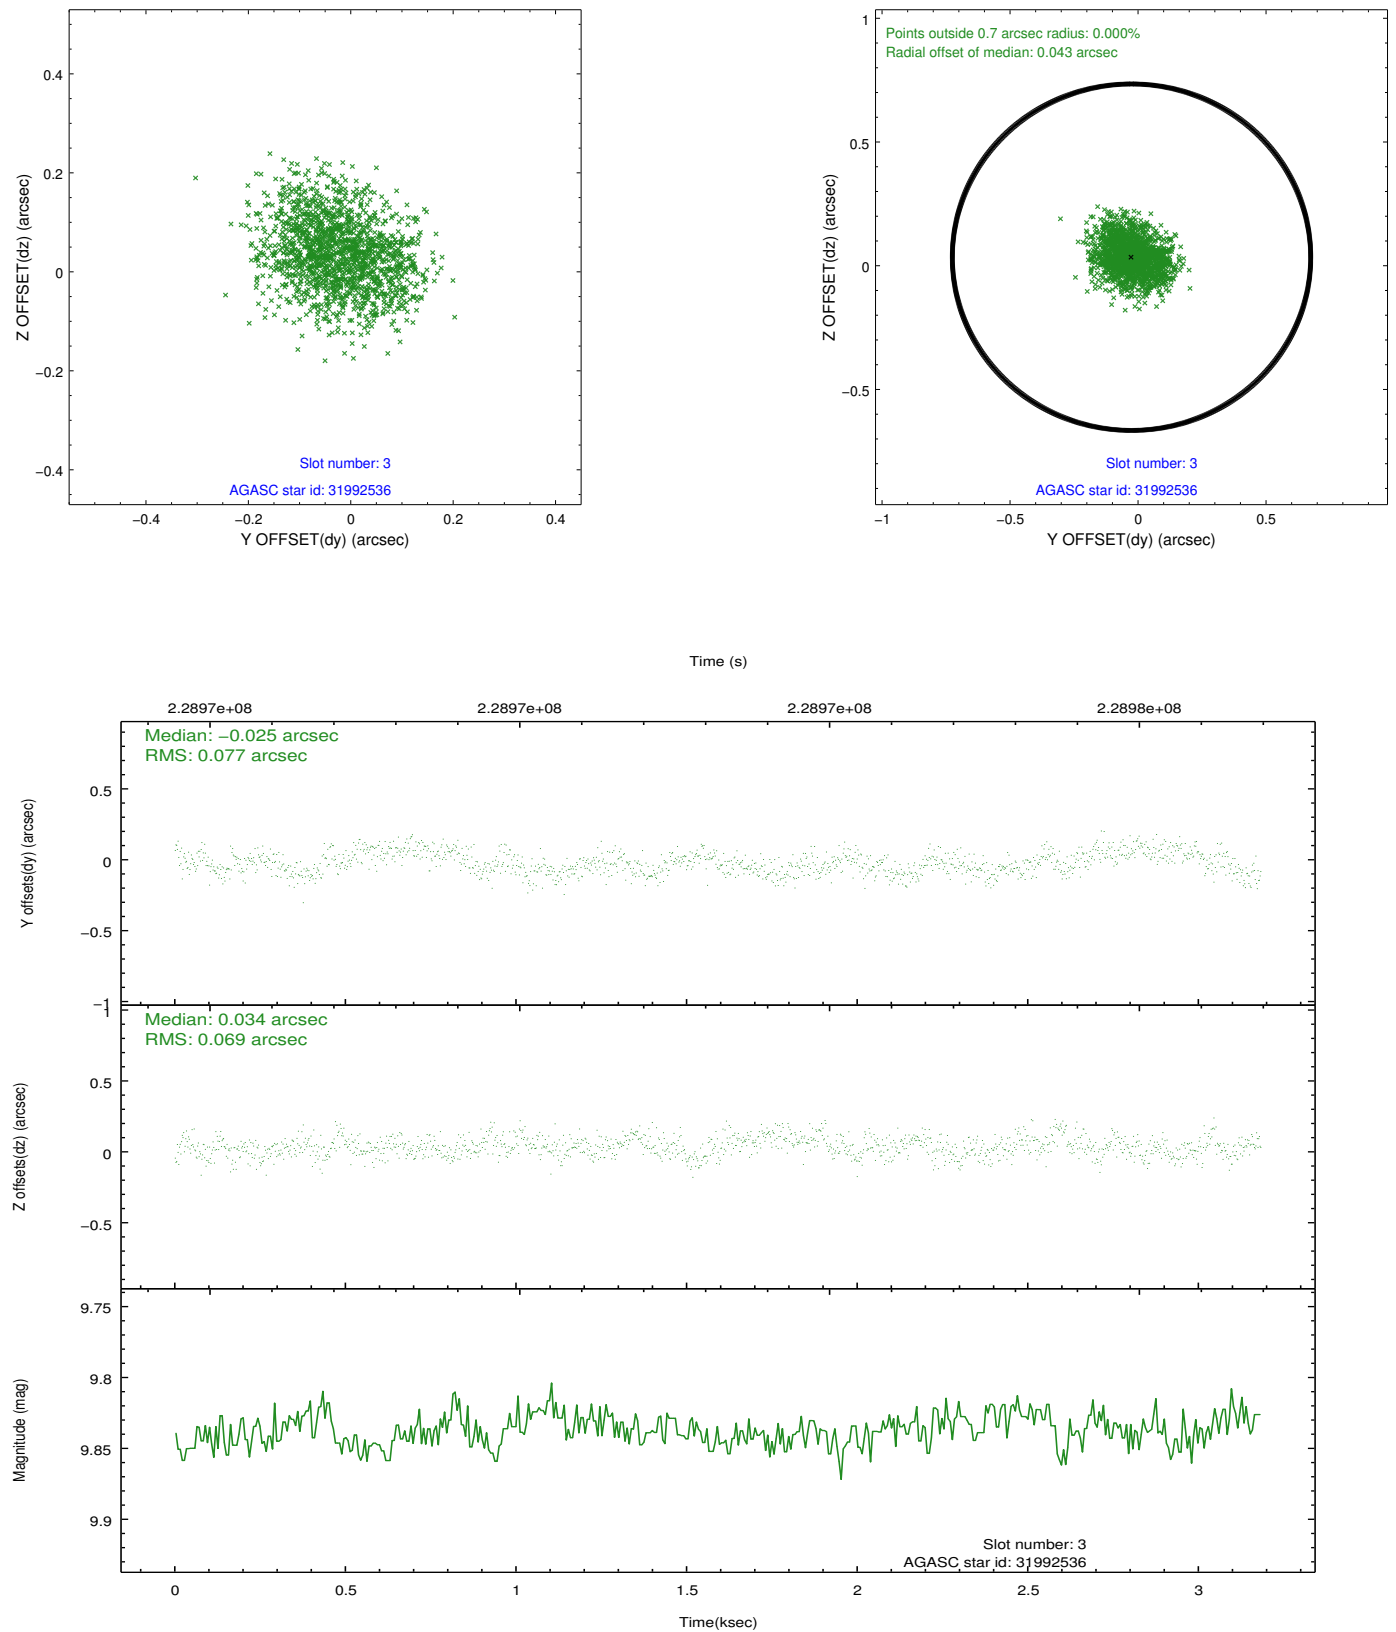 0.4
0.2
0
−0.2
−0.4
Z OFFSET(dz) (arcsec)
Slot number: 3
AGASC star id: 31992536
−0.4
−0.2
0
0.2
0.4
Y OFFSET(dy) (arcsec)
Points outside 0.7 arcsec radius: 0.000%
Radial offset of median: 0.043 arcsec
1
0.5
0
−0.5
Z OFFSET(dz) (arcsec)
Slot number: 3
AGASC star id: 31992536
−1
−0.5
0
0.5
Y OFFSET(dy) (arcsec)
Time (s)
2.2897e+08
2.2897e+08
2.2897e+08
2.2898e+08
Median: −0.025 arcsec
RMS: 0.077 arcsec
0.5
0
−0.5
−1
Y offsets(dy) (arcsec)
Median: 0.034 arcsec
RMS: 0.069 arcsec
1
0.5
0
−0.5
Z offsets(dz) (arcsec)
9.75
9.8
9.85
9.9
Magnitude (mag)
Slot number: 3
AGASC star id: 31992536
0
0.5
1
1.5
2
2.5
3
Time(ksec)